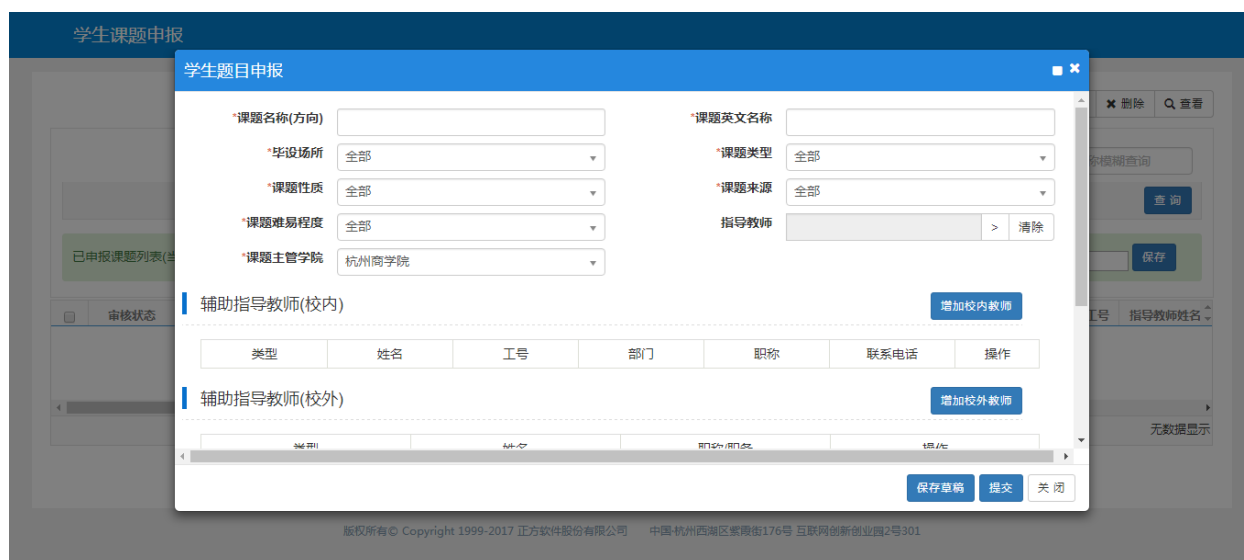 学生课题申报
学生题目申报
删除 查看
*课题名称(方向) *课题英文名称
*毕设场所 全部 *课题类型 全部
称模糊查询
*课题性质 全部 *课题来源 全部
查 询
*课题难易程度 全部 指导教师 > 清除
已申报课题列表(当
*课题主管学院 杭州商学院
保存
辅助指导教师(校内) 增加校内教师
审核状态 工号 指导教师姓名
类型 姓名 工号 部门 职称 联系电话 操作
辅助指导教师(校外) 增加校外教师
无数据显示
类型 姓名 职称/职务 操作
保存草稿 提交 关 闭
版权所有© Copyright 1999-2017 正方软件股份有限公司 中国·杭州西湖区紫霞街176号 互联网创新创业园2号301